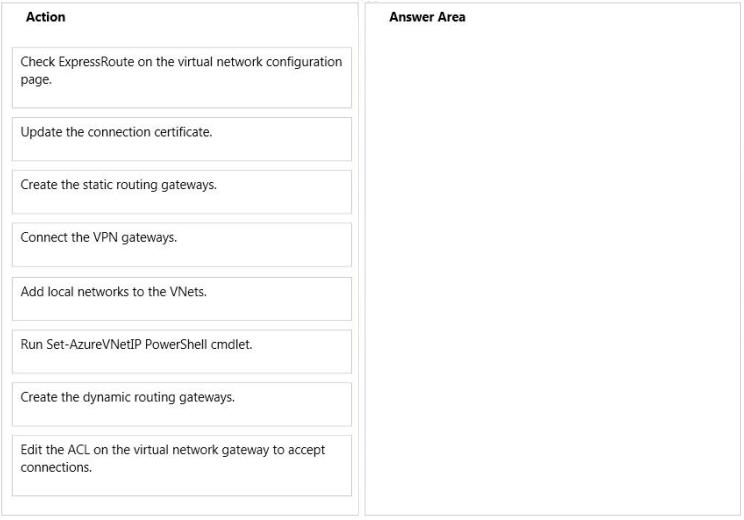 Action
Check ExpressRoute on the virtual network configuration
page.
Update the connection certificate.
Create the static routing gateways.
Connect the VPN gateways.
Add local networks to the VNets.
Run Set-AzureVNetIP PowerShell cmdlet.
Create the dynamic routing gateways.
Edit the ACL on the virtual network gateway to accept
connections.
Answer Area